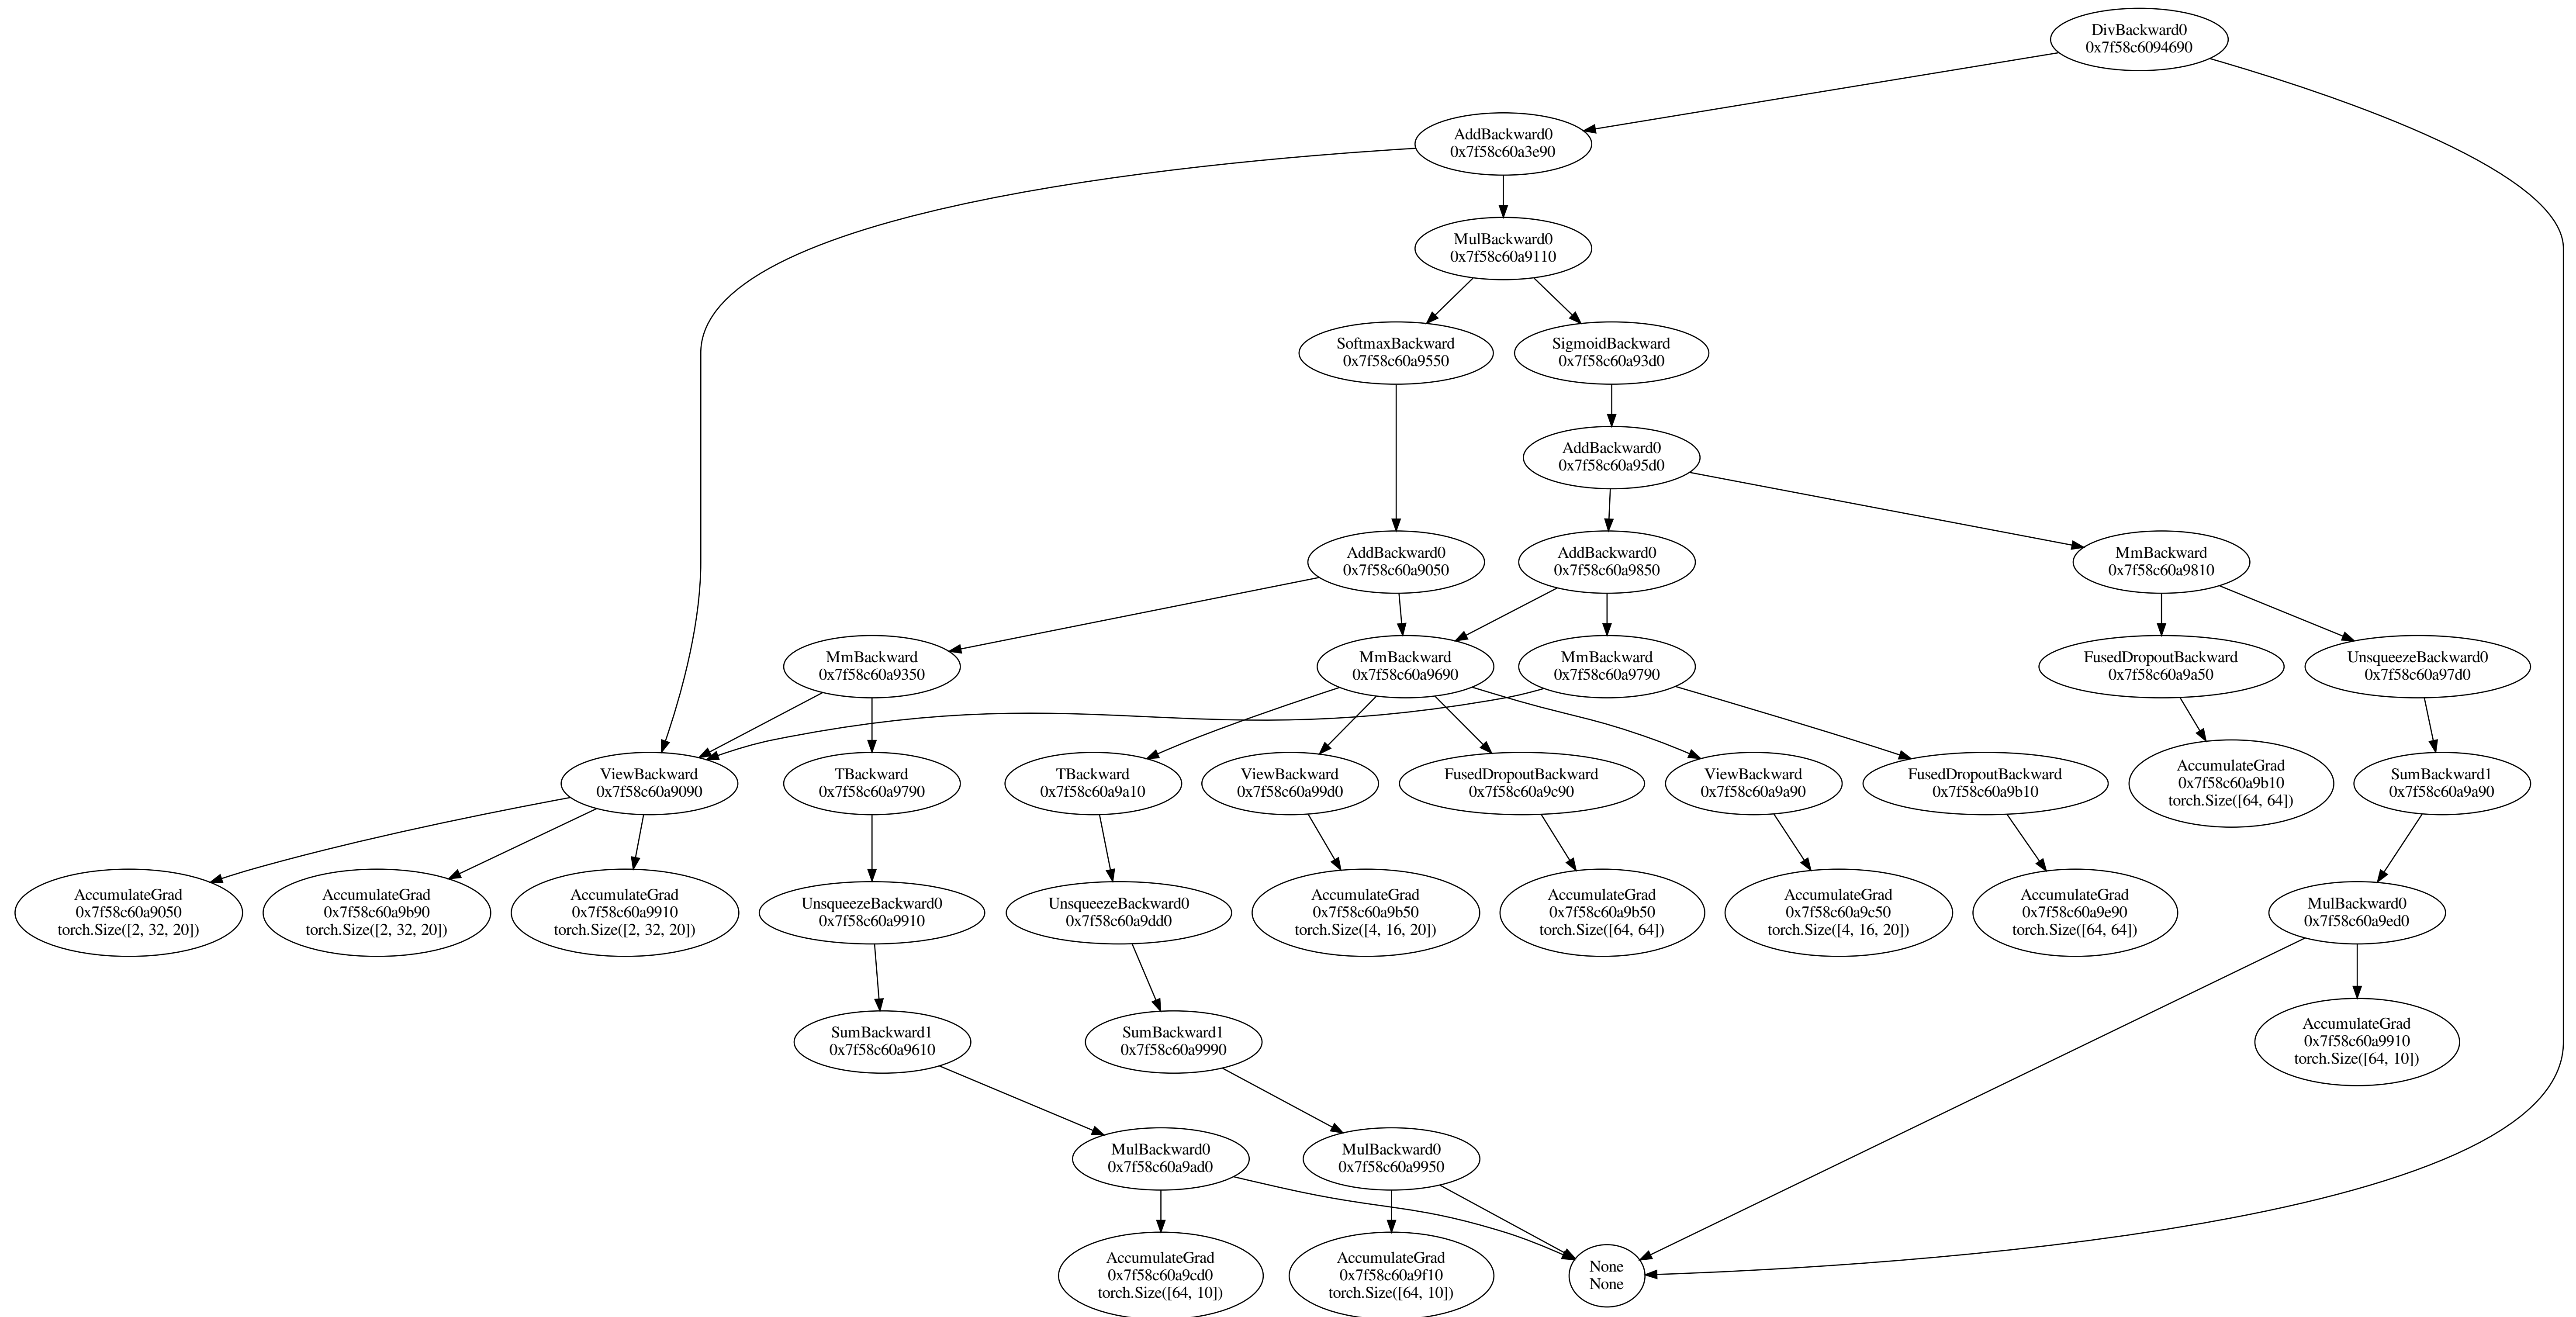 DivBackward0
0x7f58c6094690
AddBackward0
0x7f58c60a3e90
MulBackward0
0x7f58c60a9110
SoftmaxBackward
0x7f58c60a9550
SigmoidBackward
0x7f58c60a93d0
AddBackward0
0x7f58c60a95d0
AddBackward0
0x7f58c60a9050
AddBackward0
0x7f58c60a9850
MmBackward
0x7f58c60a9810
MmBackward
0x7f58c60a9350
MmBackward
0x7f58c60a9690
MmBackward
0x7f58c60a9790
FusedDropoutBackward
0x7f58c60a9a50
UnsqueezeBackward0
0x7f58c60a97d0
ViewBackward
0x7f58c60a9090
TBackward
0x7f58c60a9790
TBackward
0x7f58c60a9a10
ViewBackward
0x7f58c60a99d0
FusedDropoutBackward
0x7f58c60a9c90
ViewBackward
0x7f58c60a9a90
FusedDropoutBackward
0x7f58c60a9b10
AccumulateGrad
0x7f58c60a9b10
torch.Size([64, 64])
SumBackward1
0x7f58c60a9a90
AccumulateGrad
0x7f58c60a9050
torch.Size([2, 32, 20])
AccumulateGrad
0x7f58c60a9b90
torch.Size([2, 32, 20])
AccumulateGrad
0x7f58c60a9910
torch.Size([2, 32, 20])
UnsqueezeBackward0
0x7f58c60a9910
UnsqueezeBackward0
0x7f58c60a9dd0
AccumulateGrad
0x7f58c60a9b50
torch.Size([4, 16, 20])
AccumulateGrad
0x7f58c60a9b50
torch.Size([64, 64])
AccumulateGrad
0x7f58c60a9c50
torch.Size([4, 16, 20])
AccumulateGrad
0x7f58c60a9e90
torch.Size([64, 64])
MulBackward0
0x7f58c60a9ed0
SumBackward1
0x7f58c60a9610
SumBackward1
0x7f58c60a9990
AccumulateGrad
0x7f58c60a9910
torch.Size([64, 10])
MulBackward0
0x7f58c60a9ad0
MulBackward0
0x7f58c60a9950
AccumulateGrad
0x7f58c60a9cd0
torch.Size([64, 10])
AccumulateGrad
0x7f58c60a9f10
torch.Size([64, 10])
None
None